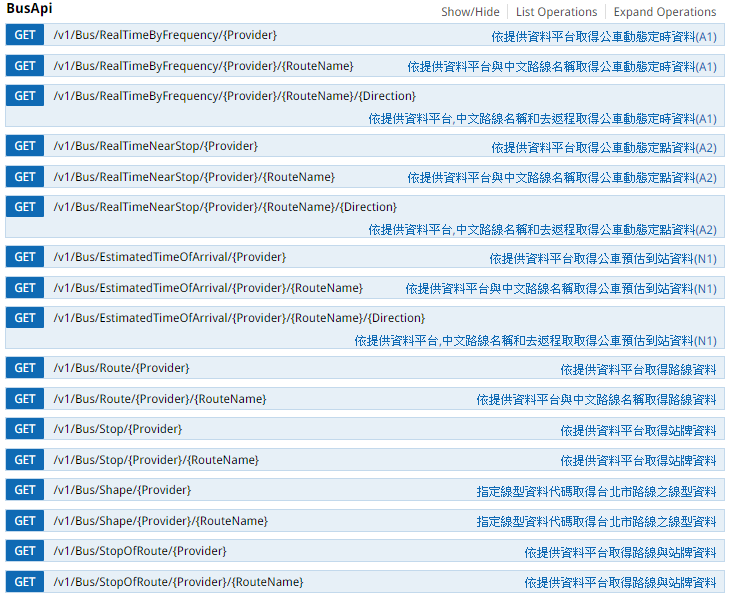 BusApi
Show/Hide List Operations Expand Operations
GET /v1/Bus/RealTimeByFrequency/{Provider} 依提供資料平台取得公車動態定時資料(A1)
GET /v1/Bus/RealTimeByFrequency/{Provider}/{RouteName} 依提供資料平台與中文路線名稱取得公車動態定時資料(A1)
GET /v1/Bus/RealTimeByFrequency/{Provider}/{RouteName}/{Direction}
依提供資料平台,中文路線名稱和去返程取得公車動態定時資料(A1)
GET /v1/Bus/RealTimeNearStop/{Provider} 依提供資料平台取得公車動態定點資料(A2)
GET /v1/Bus/RealTimeNearStop/{Provider}/{RouteName} 依提供資料平台與中文路線名稱取得公車動態定點資料(A2)
GET /v1/Bus/RealTimeNearStop/{Provider}/{RouteName}/{Direction}
依提供資料平台,中文路線名稱和去返程取得公車動態定點資料(A2)
GET /v1/Bus/EstimatedTimeOfArrival/{Provider} 依提供資料平台取得公車預估到站資料(N1)
GET /v1/Bus/EstimatedTimeOfArrival/{Provider}/{RouteName} 依提供資料平台與中文路線名稱取得公車預估到站資料(N1)
GET /v1/Bus/EstimatedTimeOfArrival/{Provider}/{RouteName}/{Direction}
依提供資料平台,中文路線名稱和去返程取取得公車預估到站資料(N1)
GET /v1/Bus/Route/{Provider} 依提供資料平台取得路線資料
GET /v1/Bus/Route/{Provider}/{RouteName} 依提供資料平台與中文路線名稱取得路線資料
GET /v1/Bus/Stop/{Provider} 依提供資料平台取得站牌資料
GET /v1/Bus/Stop/{Provider}/{RouteName} 依提供資料平台取得站牌資料
GET /v1/Bus/Shape/{Provider} 指定線型資料代碼取得台北市路線之線型資料
GET /v1/Bus/Shape/{Provider}/{RouteName} 指定線型資料代碼取得台北市路線之線型資料
GET /v1/Bus/StopOfRoute/{Provider} 依提供資料平台取得路線與站牌資料
GET /v1/Bus/StopOfRoute/{Provider}/{RouteName} 依提供資料平台取得路線與站牌資料